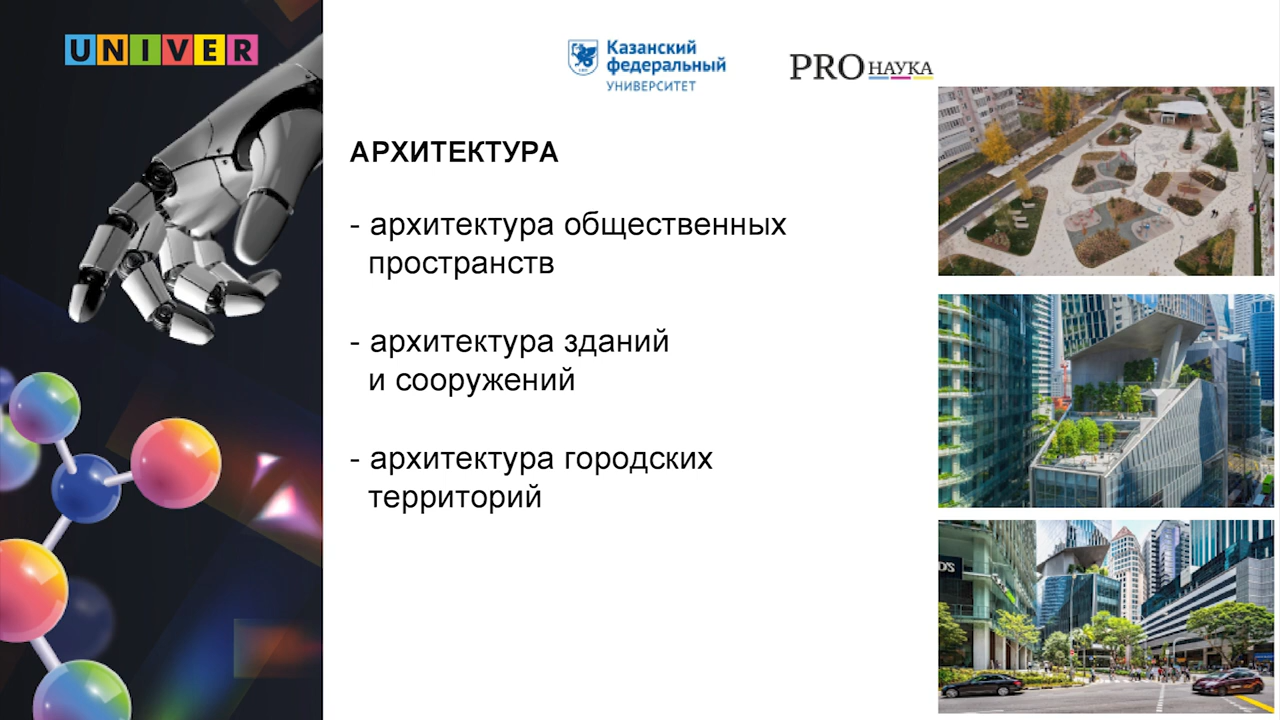 UNIVER
Казанский
федеральный
УНИВЕРСИТЕТ
PRO НАУКА
АРХИТЕКТУРА
- архитектура общественных
пространств
- архитектура зданий
и сооружений
- архитектура городских
территорий